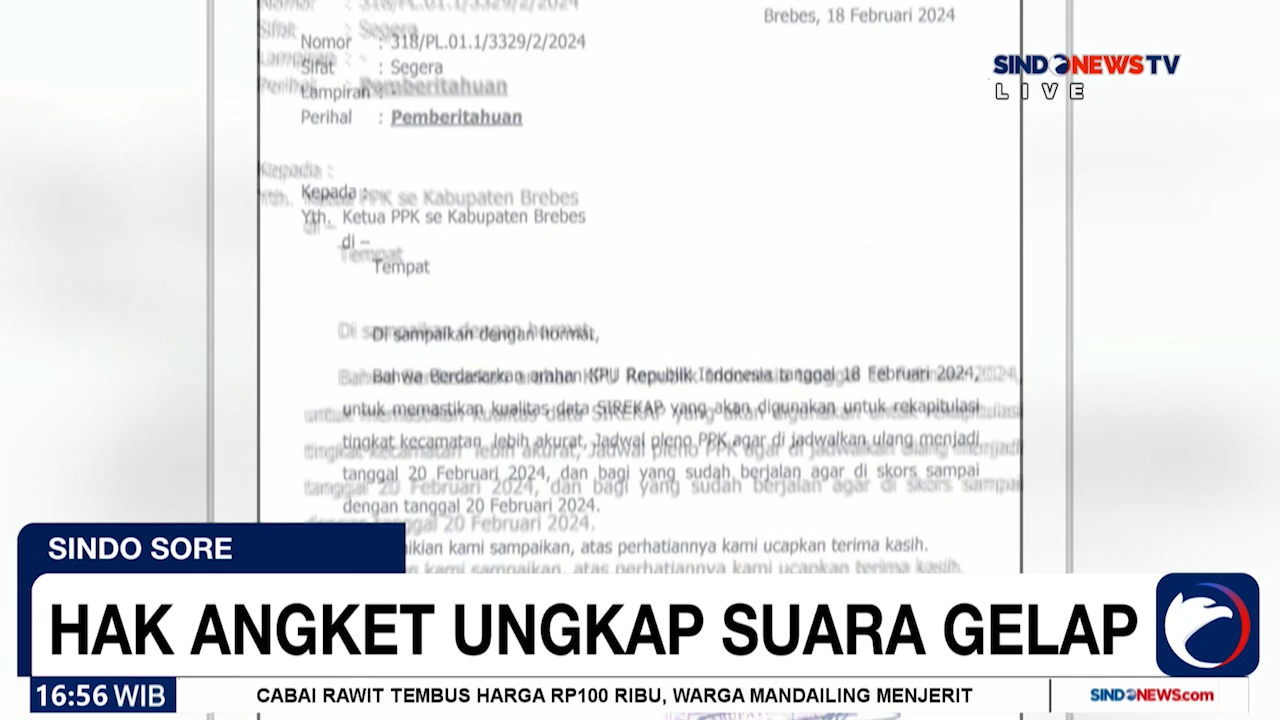 Brebes, 18 Februari 2024
Nomor : 318/PL.01.1/3329/2/2024
Sifat : Segera
Lampiran : -
Perihal : Pemberitahuan
SINDONEWS TV
LIVE
Kepada :
Yth. Ketua PPK se Kabupaten Brebes
di –
Tempat
Di sampaikan dengan hormat,
Bahwa Berdasarkan arahan KPU Republik Indonesia tanggal 18 Februari 2024,
untuk memastikan kualitas data SIREKAP yang akan digunakan untuk rekapitulasi
tingkat kecamatan lebih akurat, Jadwal pleno PPK agar di jadwalkan ulang menjadi
tanggal 20 Februari 2024, dan bagi yang sudah berjalan agar di skors sampai
dengan tanggal 20 Februari 2024.
kami sampaikan, atas perhatiannya kami ucapkan terima kasih.
SINDO SORE
HAK ANGKET UNGKAP SUARA GELAP
16:56 WIB
CABAI RAWIT TEMBUS HARGA RP100 RIBU, WARGA MANDAILING MENJERIT
SINDONEWS.com